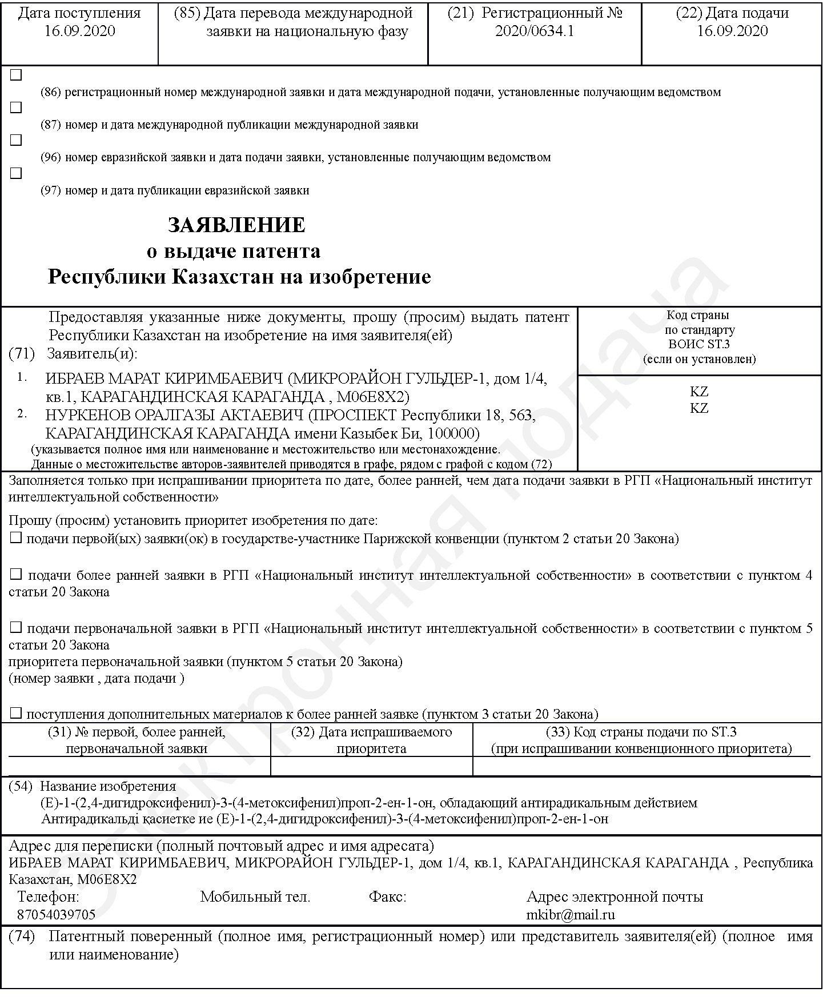 Дата поступления
16.09.2020
(85) Дата перевода международной
заявки на национальную фазу
(21) Регистрационный №
2020/0634.1
(22) Дата подачи
16.09.2020
☐
(86) регистрационный номер международной заявки и дата международной подачи, установленные получающим ведомством
☐
(87) номер и дата международной публикации международной заявки
☐
(96) номер евразийской заявки и дата подачи заявки, установленные получающим ведомством
☐
(97) номер и дата публикации евразийской заявки
ЗАЯВЛЕНИЕ
о выдаче патента
Республики Казахстан на изобретение
Предоставляя указанные ниже документы, прошу (просим) выдать патент
Республики Казахстан на изобретение на имя заявителя(ей)
(71) Заявитель(и):
1. ИБРАЕВ МАРАТ КИРИМБАЕВИЧ (МИКРОРАЙОН ГУЛЬДЕР-1, дом 1/4,
кв.1, КАРАГАНДИНСКАЯ КАРАГАНДА , M06E8X2)
2. НУРКЕНОВ ОРАЛГАЗЫ АКТАЕВИЧ (ПРОСПЕКТ Республики 18, 563,
КАРАГАНДИНСКАЯ КАРАГАНДА имени Казыбек Би, 100000)
(указывается полное имя или наименование и местожительство или местонахождение.
Данные о местожительстве авторов-заявителей приводятся в графе, рядом с графой с кодом (72)
Код страны
по стандарту
ВОИС ST.3
(если он установлен)
KZ
KZ
Заполняется только при испрашивании приоритета по дате, более ранней, чем дата подачи заявки в РГП «Национальный институт
интеллектуальной собственности»
Прошу (просим) установить приоритет изобретения по дате:
☐ подачи первой(ых) заявки(ок) в государстве-участнике Парижской конвенции (пунктом 2 статьи 20 Закона)
☐ подачи более ранней заявки в РГП «Национальный институт интеллектуальной собственности» в соответствии с пунктом 4
статьи 20 Закона
☐ подачи первоначальной заявки в РГП «Национальный институт интеллектуальной собственности» в соответствии с пунктом 5
статьи 20 Закона
приоритета первоначальной заявки (пунктом 5 статьи 20 Закона)
(номер заявки , дата подачи )
☐ поступления дополнительных материалов к более ранней заявке (пунктом 3 статьи 20 Закона)
(31) № первой, более ранней,
первоначальной заявки
(32) Дата испрашиваемого
приоритета
(33) Код страны подачи по ST.3
(при испрашивании конвенционного приоритета)
(54) Название изобретения
(E)-1-(2,4-дигидроксифенил)-3-(4-метоксифенил)проп-2-ен-1-он, обладающий антирадикальным действием
Антирадикальді қасиетке ие (E)-1-(2,4-дигидроксифенил)-3-(4-метоксифенил)проп-2-ен-1-он
Адрес для переписки (полный почтовый адрес и имя адресата)
ИБРАЕВ МАРАТ КИРИМБАЕВИЧ, МИКРОРАЙОН ГУЛЬДЕР-1, дом 1/4, кв.1, КАРАГАНДИНСКАЯ КАРАГАНДА , Республика
Казахстан, M06E8X2
Телефон: Мобильный тел. Факс: Адрес электронной почты
87054039705 mkibr@mail.ru
(74) Патентный поверенный (полное имя, регистрационный номер) или представитель заявителя(ей) (полное имя
или наименование)
Электронная подача